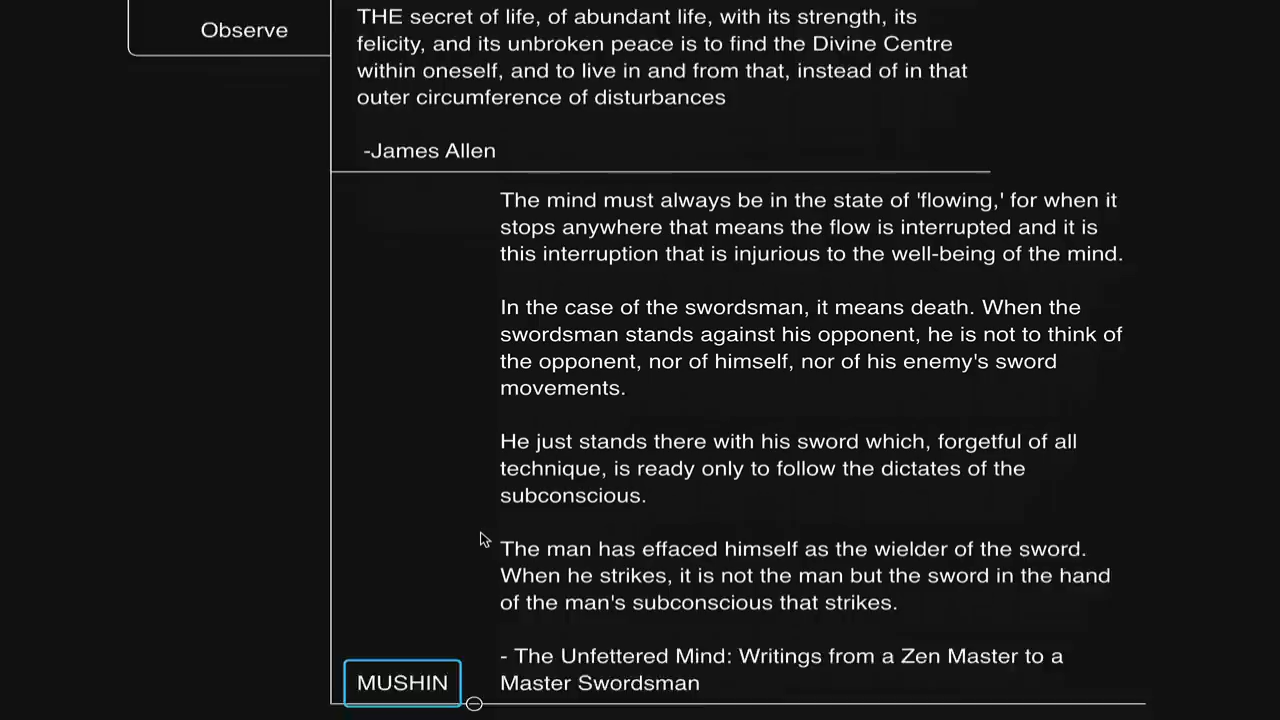 Observe
THE secret of life, of abundant life, with its strength, its
felicity, and its unbroken peace is to find the Divine Centre
within oneself, and to live in and from that, instead of in that
outer circumference of disturbances
-James Allen
The mind must always be in the state of 'flowing,' for when it
stops anywhere that means the flow is interrupted and it is
this interruption that is injurious to the well-being of the mind.
In the case of the swordsman, it means death. When the
swordsman stands against his opponent, he is not to think of
the opponent, nor of himself, nor of his enemy's sword
movements.
He just stands there with his sword which, forgetful of all
technique, is ready only to follow the dictates of the
subconscious.
The man has effaced himself as the wielder of the sword.
When he strikes, it is not the man but the sword in the hand
of the man's subconscious that strikes.
- The Unfettered Mind: Writings from a Zen Master to a
Master Swordsman
MUSHIN